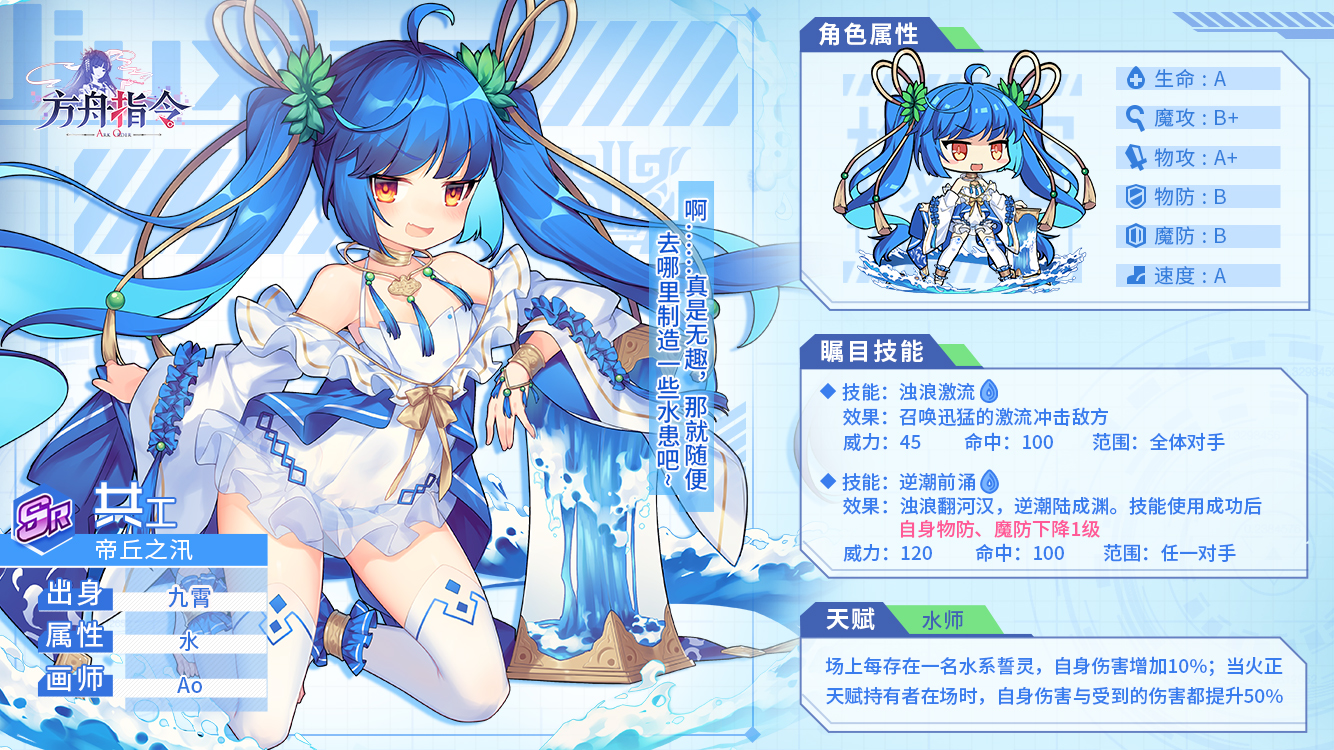 方舟指令
ARK ORDER
啊……真是无趣，那就随便
去哪里制造一些水患吧~
SR
共工
帝丘之汛
出身 九霄
属性 水
画师 Ao
角色属性
生命：A
魔攻：B+
物攻：A+
物防：B
魔防：B
速度：A
瞩目技能
◆ 技能：浊浪激流
效果：召唤迅猛的激流冲击敌方
威力：45 命中：100 范围：全体对手
◆ 技能：逆潮前涌
效果：浊浪翻河汉，逆潮陆成渊。技能使用成功后
自身物防、魔防下降1级
威力：120 命中：100 范围：任一对手
天赋 水师
场上每存在一名水系誓灵，自身伤害增加10%；当火正
天赋持有者在场时，自身伤害与受到的伤害都提升50%